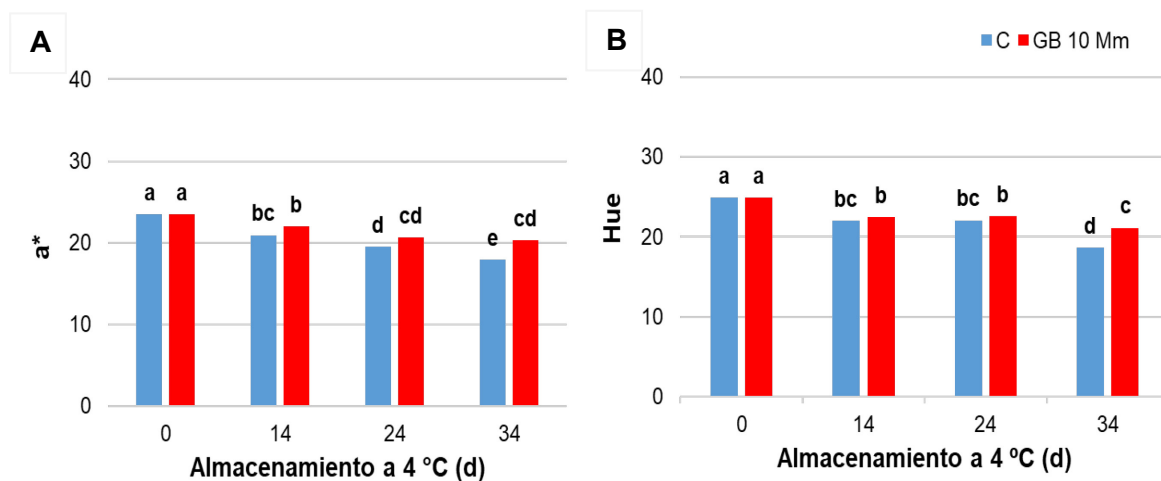 A
40
30
20
10
0
a*
a a
bc b
d cd
e cd
0 14 24 34
Almacenamiento a 4 °C (d)
B
C GB 10 Mm
40
30
20
10
0
Hue
a a
bc b
bc b
d c
0 14 24 34
Almacenamiento a 4 ºC (d)